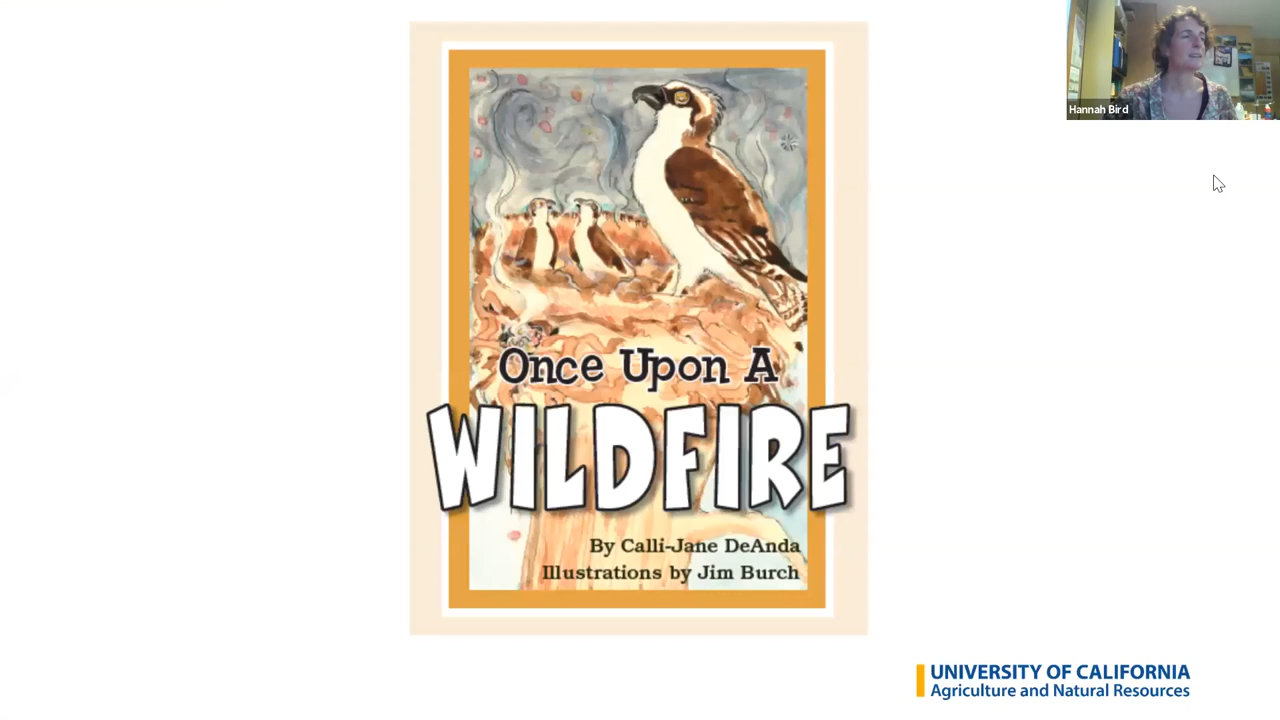 Hannah Bird
Once Upon A
WILDFIRE
By Calli-Jane DeAnda
Illustrations by Jim Burch
UNIVERSITY OF CALIFORNIA
Agriculture and Natural Resources